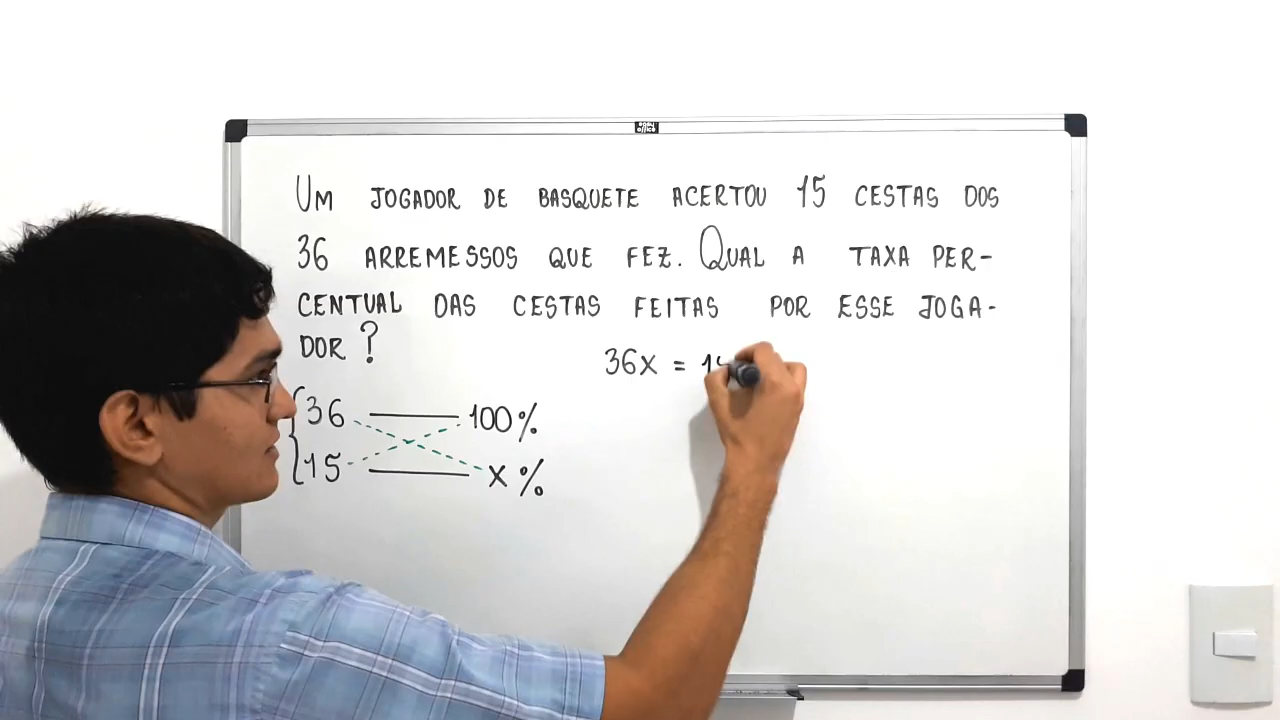 UM JOGADOR DE BASQUETE ACERTOU 15 CESTAS DOS
36 ARREMESSOS QUE FEZ. QUAL A TAXA PER-
CENTUAL DAS CESTAS FEITAS POR ESSE JOGA-
DOR?
36x =
36 100%
15 x%